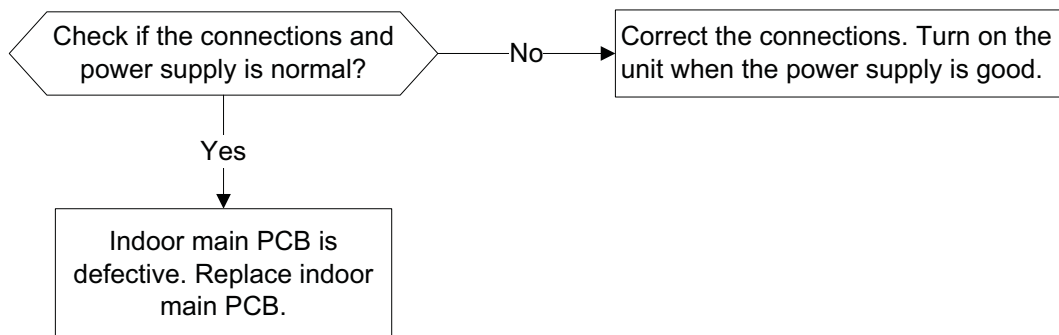 Check if the connections and
power supply is normal?
No
Correct the connections. Turn on the
unit when the power supply is good.
Yes
Indoor main PCB is
defective. Replace indoor
main PCB.